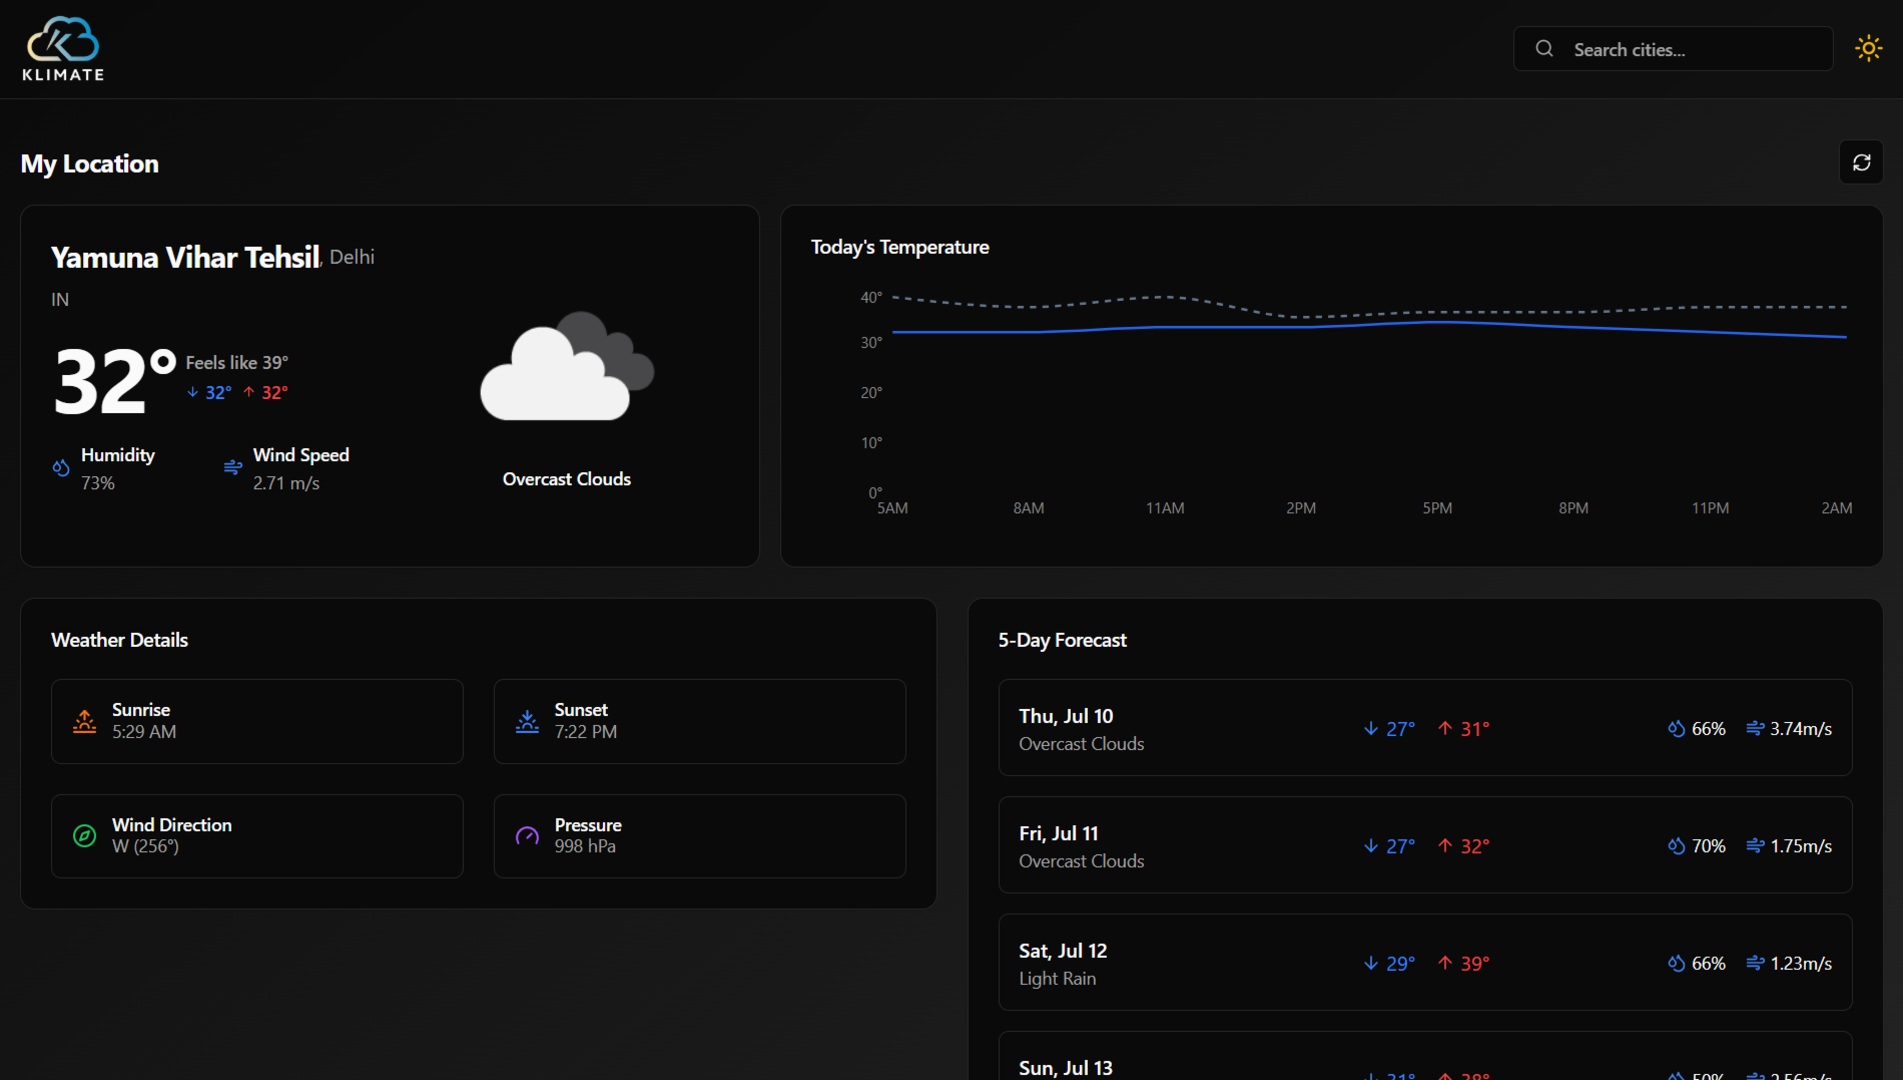 KLIMATE
Search cities...
My Location
Yamuna Vihar Tehsil, Delhi
IN
32°
Feels like 39°
↓ 32° ↑ 32°
Humidity
73%
Wind Speed
2.71 m/s
Overcast Clouds
Today's Temperature
40°
30°
20°
10°
0°
5AM 8AM 11AM 2PM 5PM 8PM 11PM 2AM
Weather Details
Sunrise
5:29 AM
Sunset
7:22 PM
Wind Direction
W (256°)
Pressure
998 hPa
5-Day Forecast
Thu, Jul 10
Overcast Clouds
↓ 27° ↑ 31° 66% 3.74m/s
Fri, Jul 11
Overcast Clouds
↓ 27° ↑ 32° 70% 1.75m/s
Sat, Jul 12
Light Rain
↓ 29° ↑ 39° 66% 1.23m/s
Sun, Jul 13